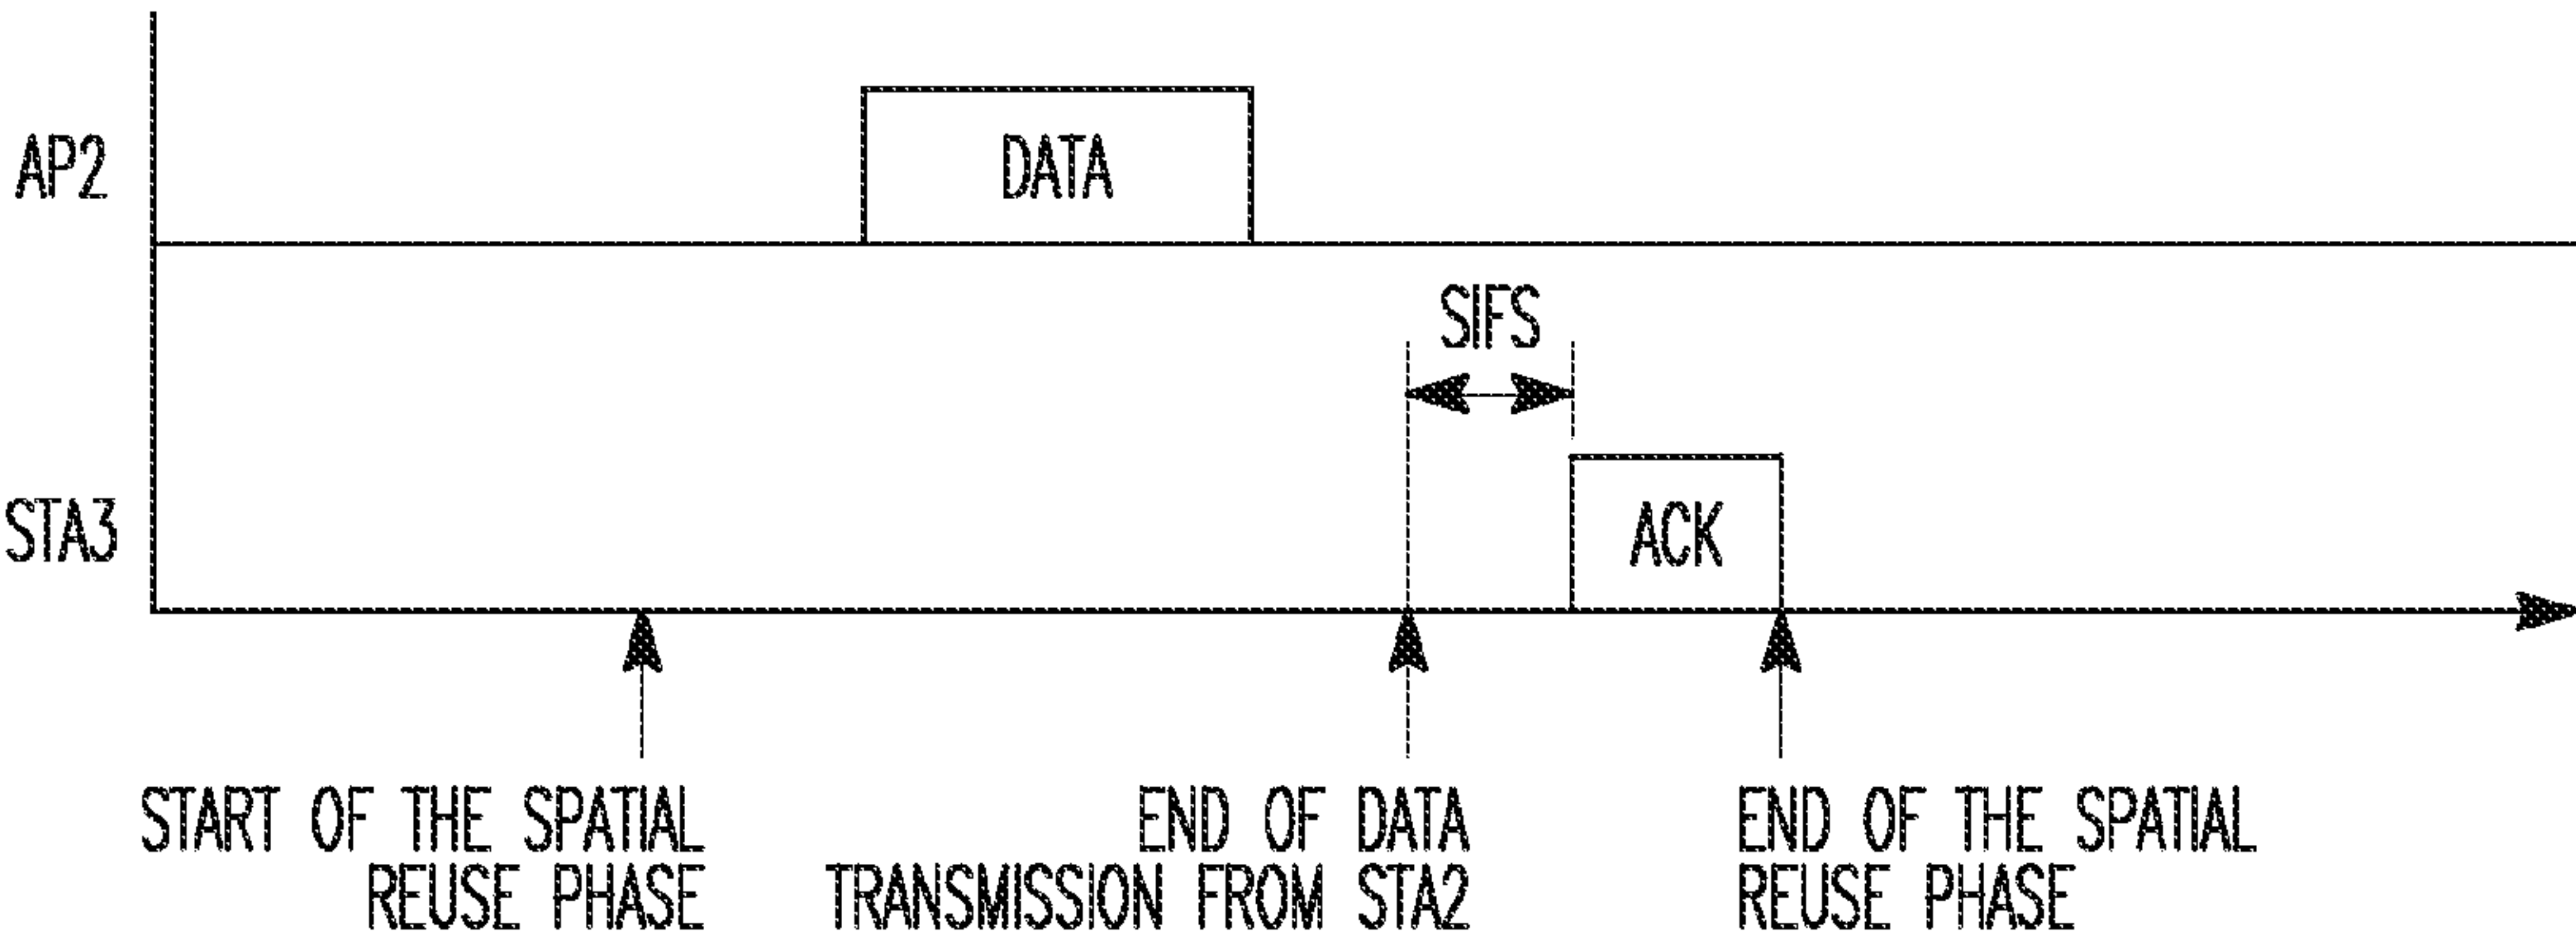 AP2
DATA
SIFS
STA3
ACK
START OF THE SPATIAL
REUSE PHASE
END OF DATA
TRANSMISSION FROM STA2
END OF THE SPATIAL
REUSE PHASE